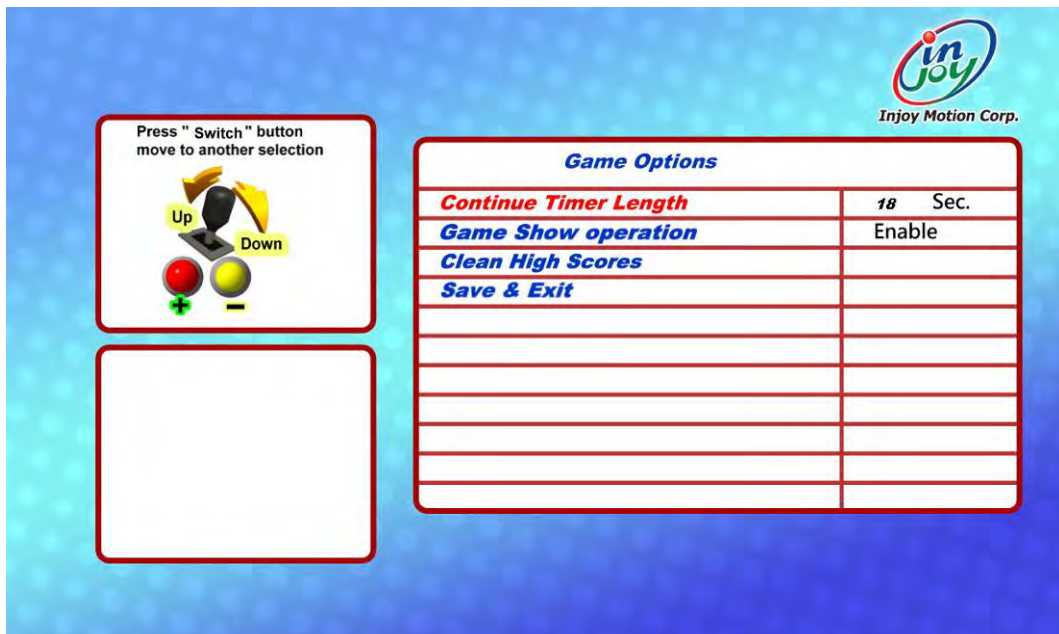 in
joy
Injoy Motion Corp.
Press " Switch " button
move to another selection
Up
Down
+
−
Game Options
Continue Timer Length 18 Sec.
Game Show operation Enable
Clean High Scores
Save & Exit